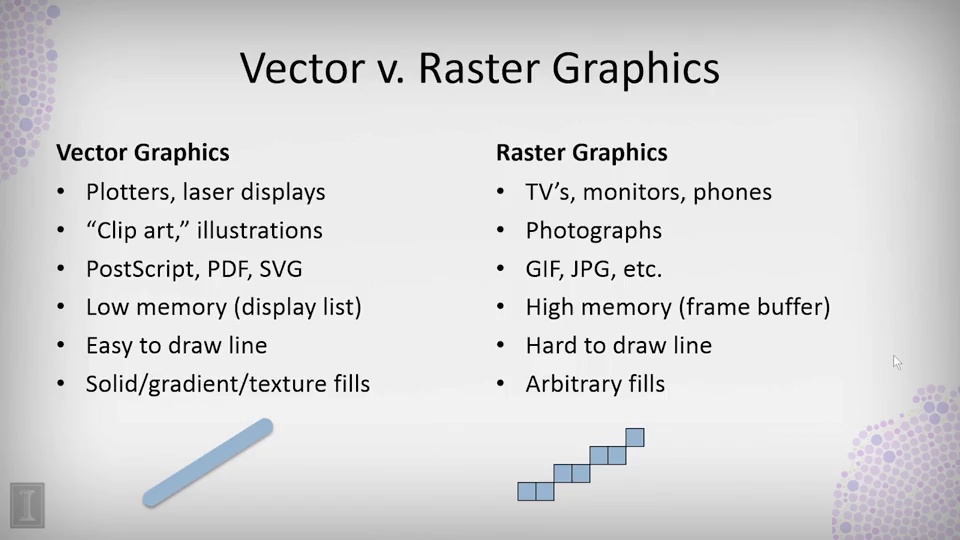 Vector v. Raster Graphics
Vector Graphics
• Plotters, laser displays
• “Clip art,” illustrations
• PostScript, PDF, SVG
• Low memory (display list)
• Easy to draw line
• Solid/gradient/texture fills
Raster Graphics
• TV’s, monitors, phones
• Photographs
• GIF, JPG, etc.
• High memory (frame buffer)
• Hard to draw line
• Arbitrary fills
I